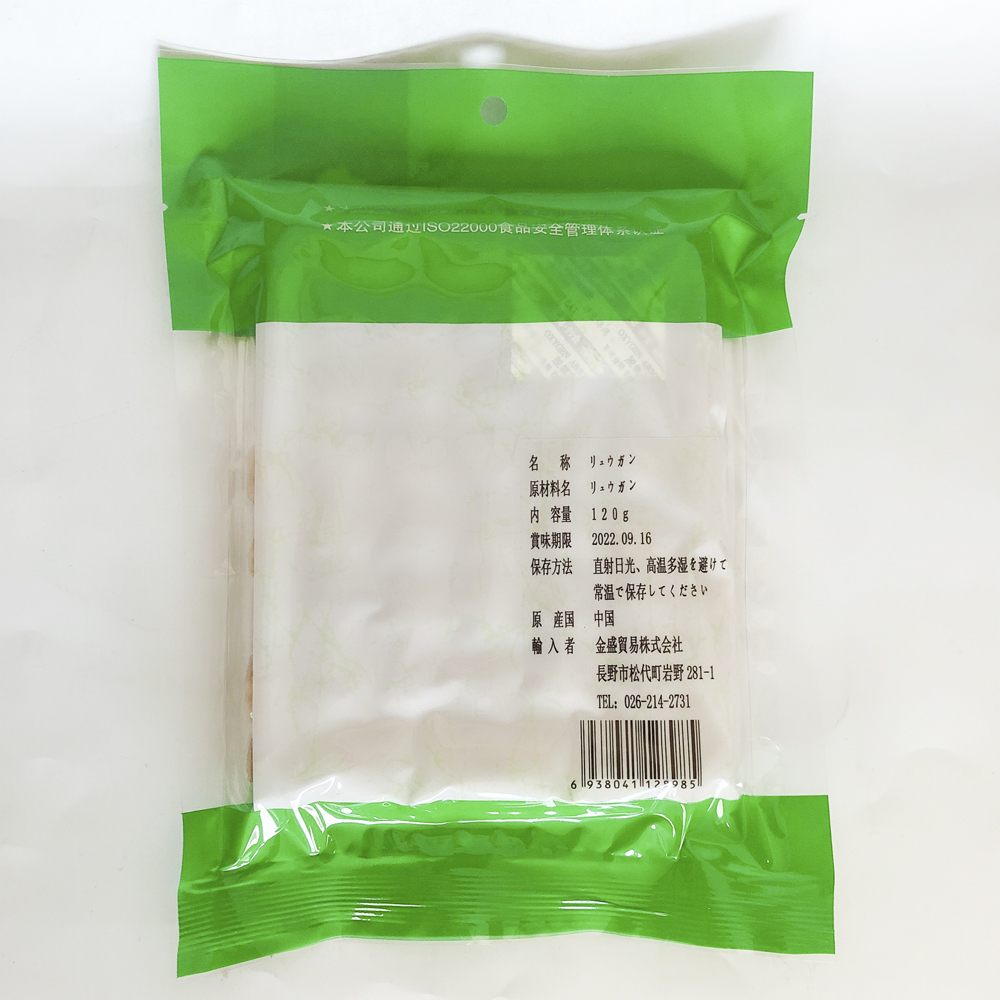 ★本公司通过ISO22000食品安全管理体系认证
名 称 リュウガン
原材料名 リュウガン
内 容量 120g
賞味期限 2022.09.16
保存方法 直射日光、高温多湿を避けて
常温で保存してください
原 産国 中国
輸入者 金盛貿易株式会社
長野市松代町岩野281-1
TEL: 026-214-2731
6 938041 128985